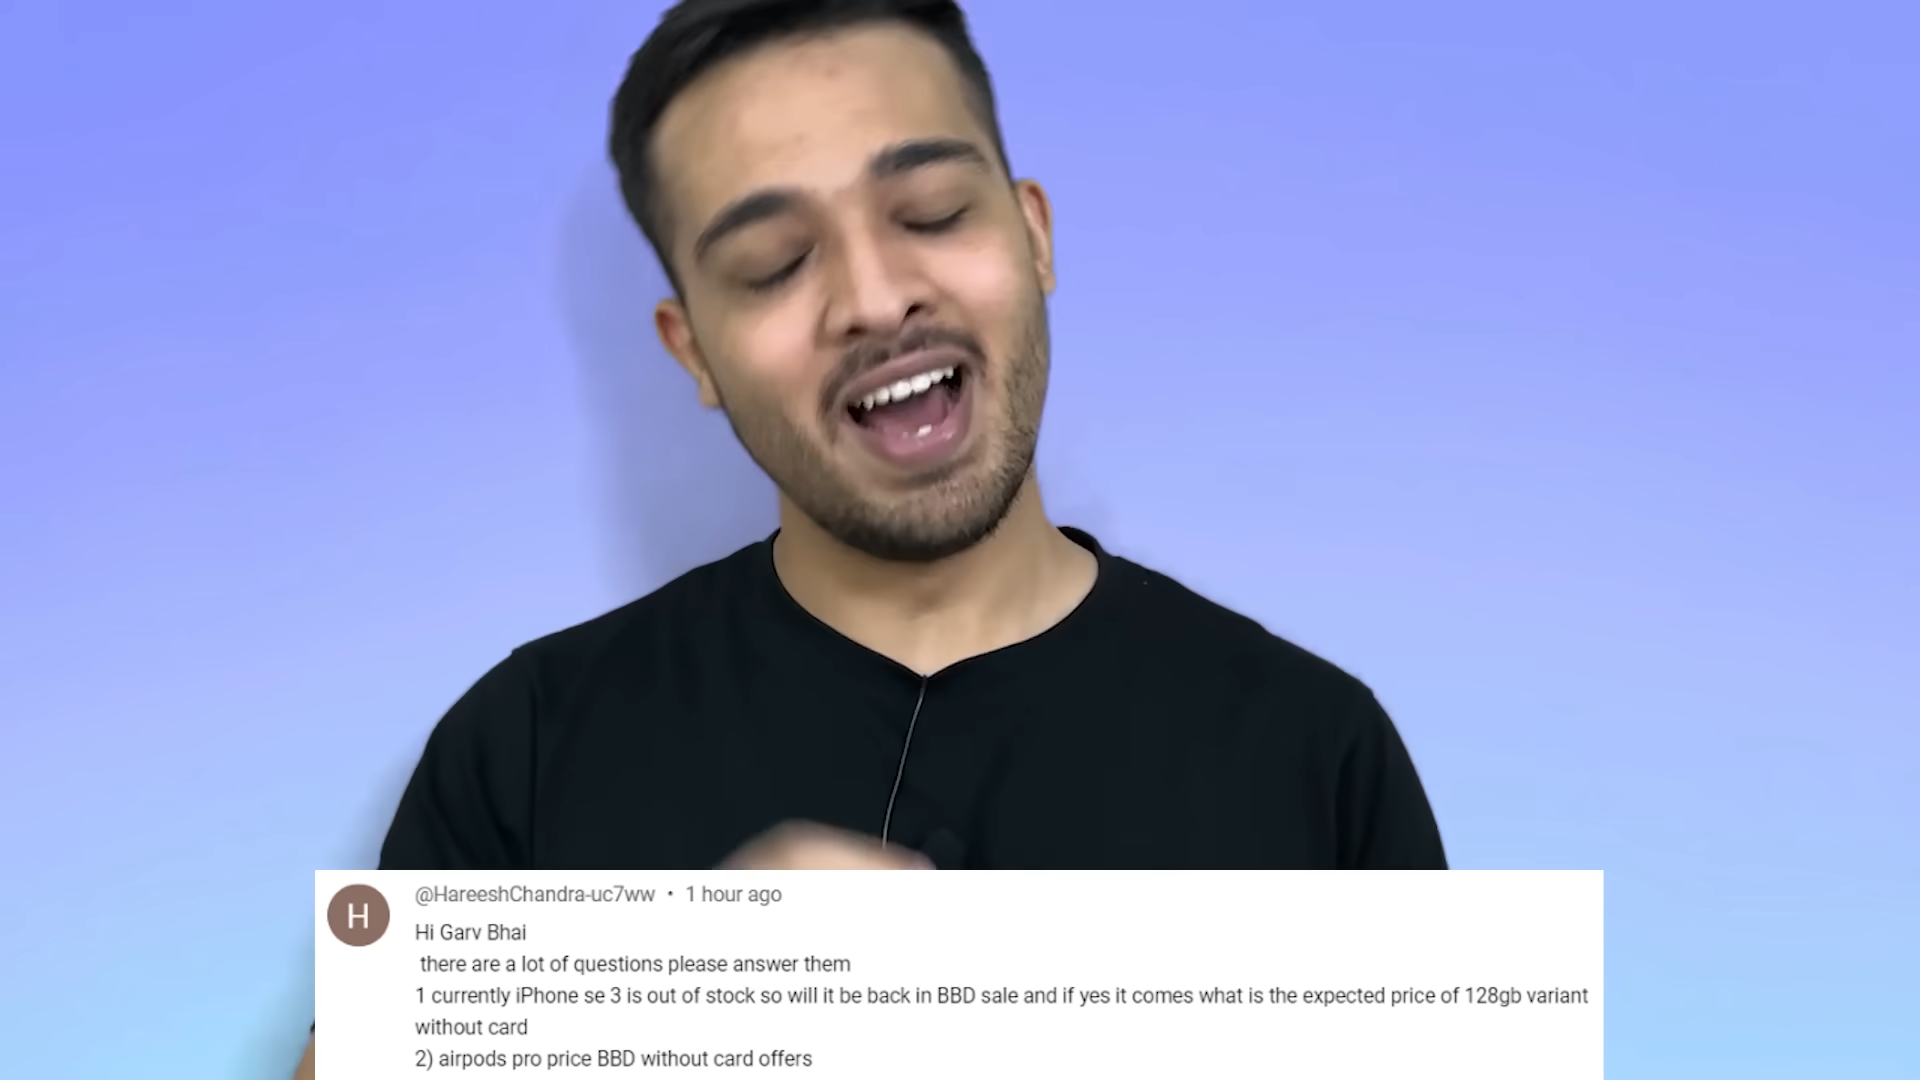 H
@HareeshChandra-uc7ww • 1 hour ago
Hi Garv Bhai
there are a lot of questions please answer them
1 currently iPhone se 3 is out of stock so will it be back in BBD sale and if yes it comes what is the expected price of 128gb variant
without card
2) airpods pro price BBD without card offers